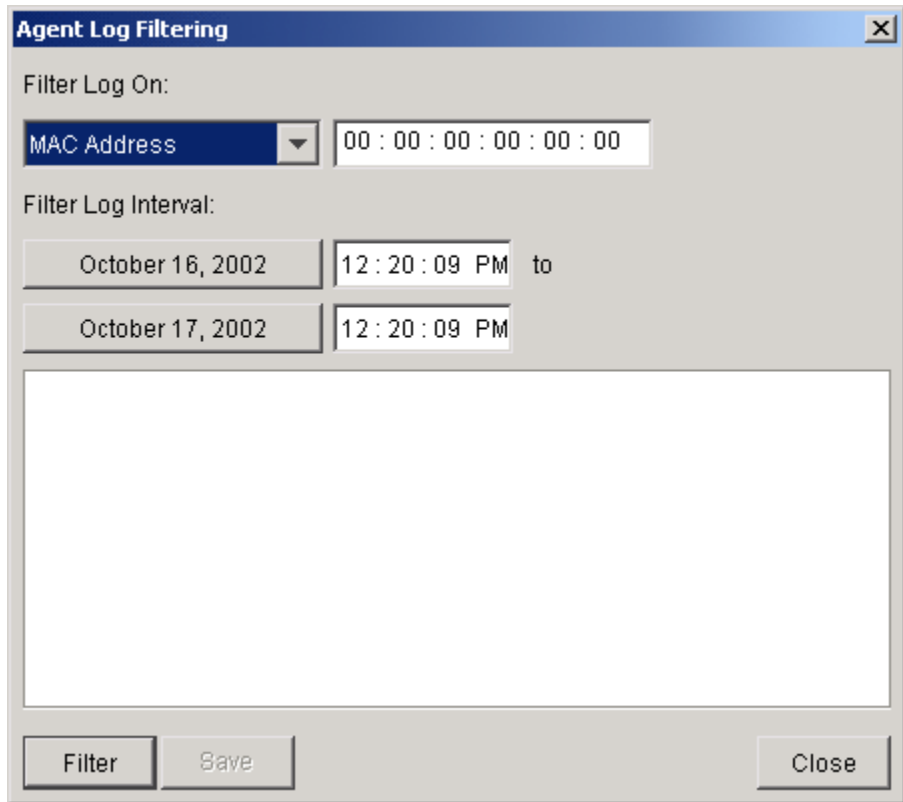 Agent Log Filtering
Filter Log On:
MAC Address 00 : 00 : 00 : 00 : 00 : 00
Filter Log Interval:
October 16, 2002 12 : 20 : 09 PM to
October 17, 2002 12 : 20 : 09 PM
Filter Save Close